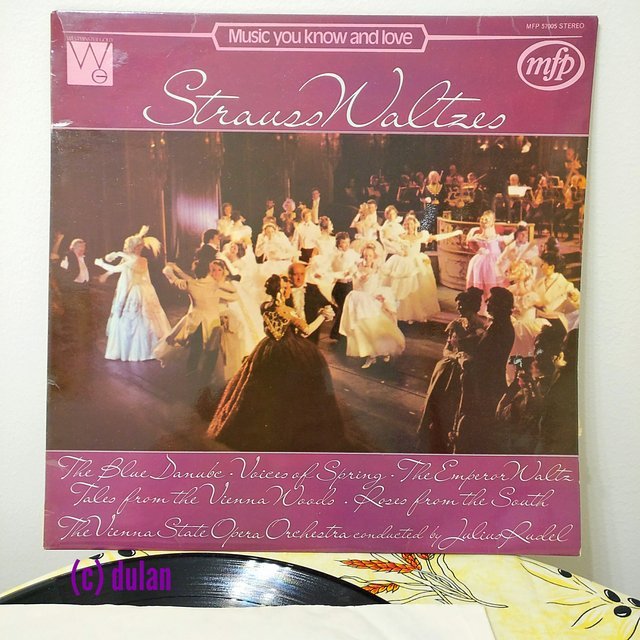 Music you know and love
MFP 57005 STEREO
WESTMINSTER GOLD
WG
mfp
Strauss Waltzes
The Blue Danube · Voices of Spring · The Emperor Waltz
Tales from the Vienna Woods · Roses from the South
The Vienna State Opera Orchestra conducted by Julius Rudel
(c) dulan